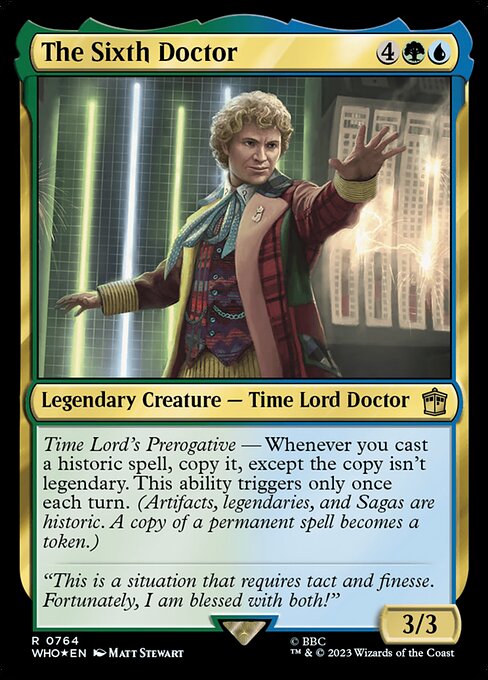 The Sixth Doctor 4
Legendary Creature — Time Lord Doctor
Time Lord's Prerogative — Whenever you cast
a historic spell, copy it, except the copy isn't
legendary. This ability triggers only once
each turn. (Artifacts, legendaries, and Sagas are
historic. A copy of a permanent spell becomes a
token.)
"This is a situation that requires tact and finesse.
Fortunately, I am blessed with both!"
3/3
R 0764
WHO★EN Matt Stewart
© BBC
™ & © 2023 Wizards of the Coast